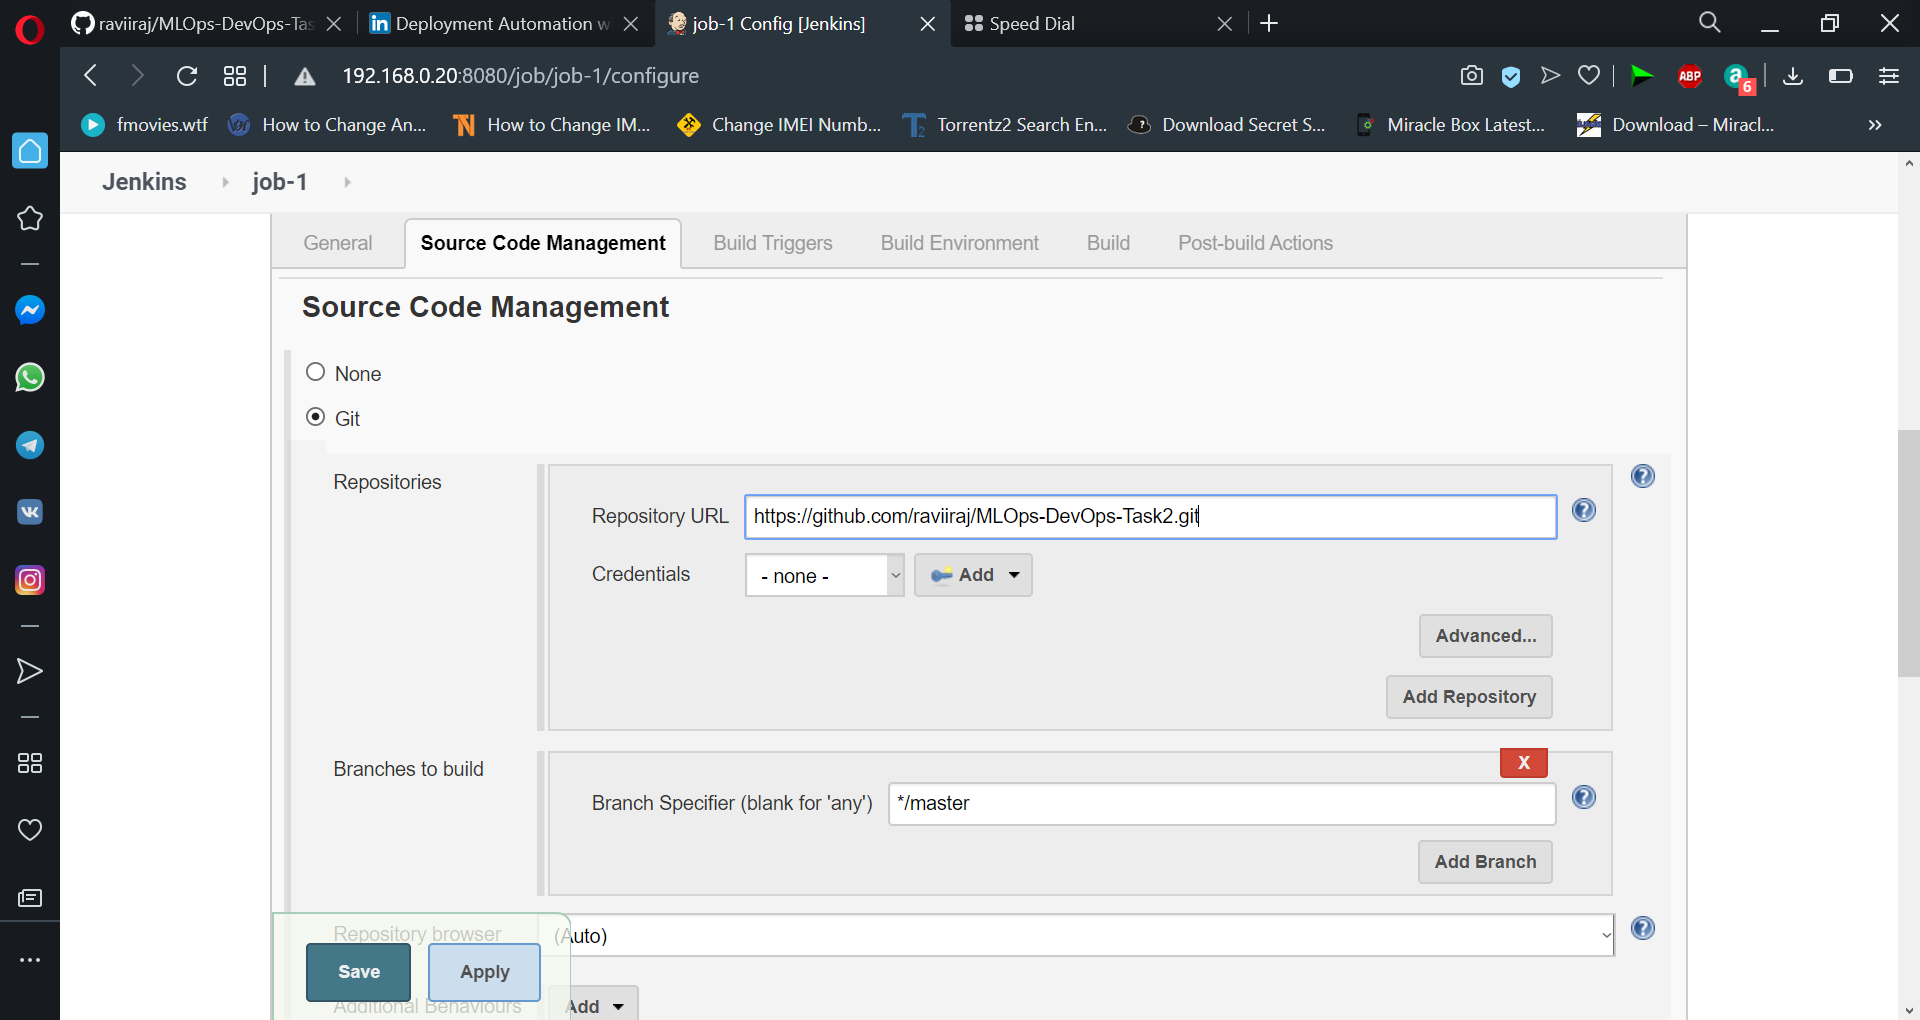 raviiraj/MLOps-DevOps-Tas
Deployment Automation w
job-1 Config [Jenkins]
Speed Dial
192.168.0.20:8080/job/job-1/configure
ABP
a
6
fmovies.wtf
How to Change An...
How to Change IM...
Change IMEI Numb...
Torrentz2 Search En...
Download Secret S...
Miracle Box Latest...
Download – Miracl...
Jenkins
job-1
General
Source Code Management
Build Triggers
Build Environment
Build
Post-build Actions
Source Code Management
None
Git
Repositories
Repository URL
https://github.com/raviiraj/MLOps-DevOps-Task2.git
Credentials
- none -
Add
Advanced...
Add Repository
Branches to build
X
Branch Specifier (blank for 'any')
*/master
Add Branch
Repository browser
(Auto)
Save
Apply
Additional Behaviours
Add